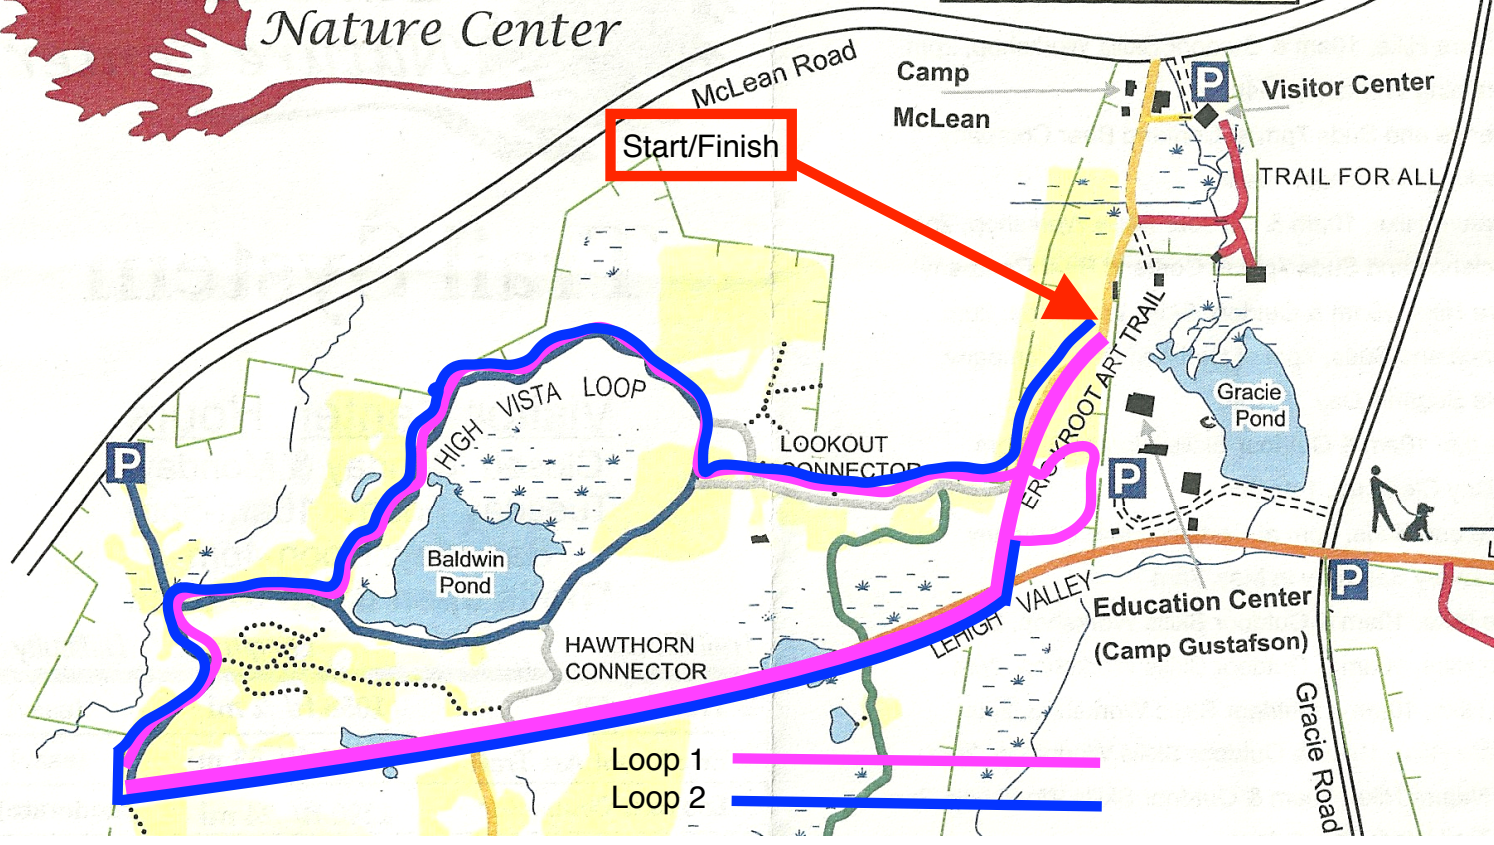 Nature Center
McLean Road
Camp
McLean
P
Visitor Center
Start/Finish
TRAIL FOR ALL
HIGH VISTA LOOP
LOOKOUT
CONNECTOR
ERICKROOT ART TRAIL
Gracie
Pond
P
P
Baldwin
Pond
P
LEHIGH VALLEY
L
Education Center
(Camp Gustafson)
HAWTHORN
CONNECTOR
Gracie Road
Loop 1
Loop 2